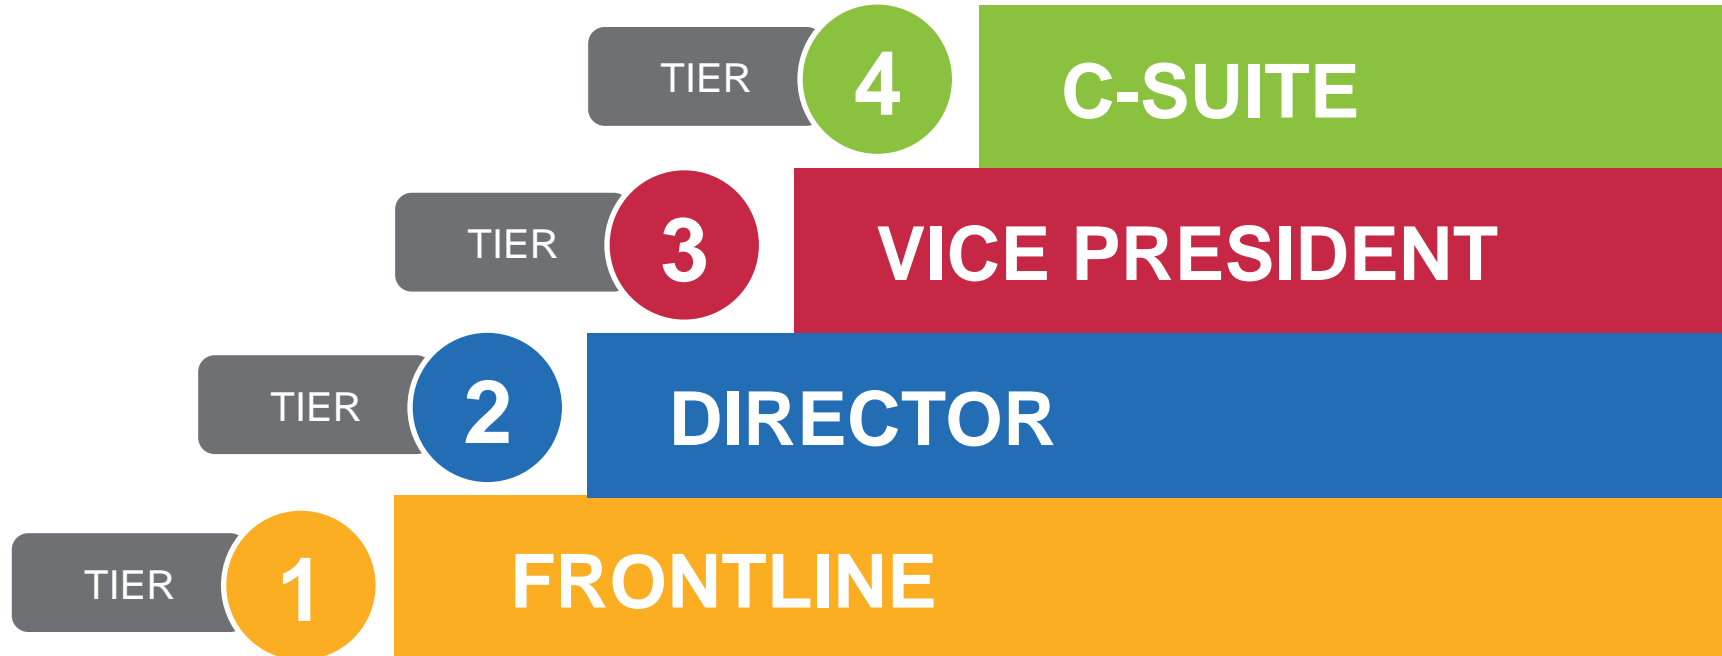 TIER 4 C-SUITE
TIER 3 VICE PRESIDENT
TIER 2 DIRECTOR
TIER 1 FRONTLINE